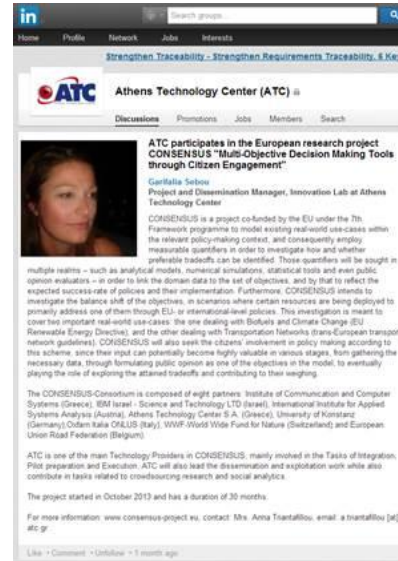 in
Search groups...
Home Profile Network Jobs Interests
Strengthen Traceability - Strengthen Requirements Traceability. 6 Ke
ATC
Athens Technology Center (ATC)
Discussions Promotions Jobs Members Search
ATC participates in the European research project
CONSENSUS "Multi-Objective Decision Making Tools
through Citizen Engagement"
Garifalia Sebou
Project and Dissemination Manager, Innovation Lab at Athens
Technology Center
CONSENSUS is a project co-funded by the EU under the 7th
Framework programme to model existing real-world use-cases within
the relevant policy-making context, and consequently employ
measurable quantifiers in order to investigate how and whether
preferable tradeoffs can be identified. Those quantifiers will be sought in
multiple realms – such as analytical models, numerical simulations, statistical tools and even public
opinion evaluators – in order to link the domain data to the set of objectives, and by that to reflect the
expected success-rate of policies and their implementation. Furthermore, CONSENSUS intends to
investigate the balance shift of the objectives, in scenarios where certain resources are being deployed to
primarily address one of them through EU- or international-level policies. This investigation is meant to
cover two important real-world use-cases: the one dealing with Biofuels and Climate Change (EU
Renewable Energy Directive), and the other dealing with Transportation Networks (trans-European transpor
network guidelines). CONSENSUS will also seek the citizens' involvement in policy making according to
this scheme, since their input can potentially become highly valuable in various stages, from gathering the
necessary data, through formulating public opinion as one of the objectives in the model, to eventually
playing the role of exploring the attained tradeoffs and contributing to their weighing.
The CONSENSUS-Consortium is composed of eight partners: Institute of Communication and Computer
Systems (Greece), IBM Israel - Science and Technology LTD (Israel), International Institute for Applied
Systems Analysis (Austria), Athens Technology Center S.A. (Greece), University of Konstanz
(Germany),Oxfam Italia ONLUS (Italy), WWF-World Wide Fund for Nature (Switzerland) and European
Union Road Federation (Belgium).
ATC is one of the main Technology Providers in CONSENSUS, mainly involved in the Tasks of Integration,
Pilot preparation and Execution. ATC will also lead the dissemination and exploitation work while also
contribute in tasks related to crowdsourcing research and social analytics.
The project started in October 2013 and has a duration of 30 months.
For more information: www.consensus-project.eu, contact: Mrs. Anna Triantafillou, email: a.triantafillou [at]
atc.gr
Like • Comment • Unfollow • 1 month ago